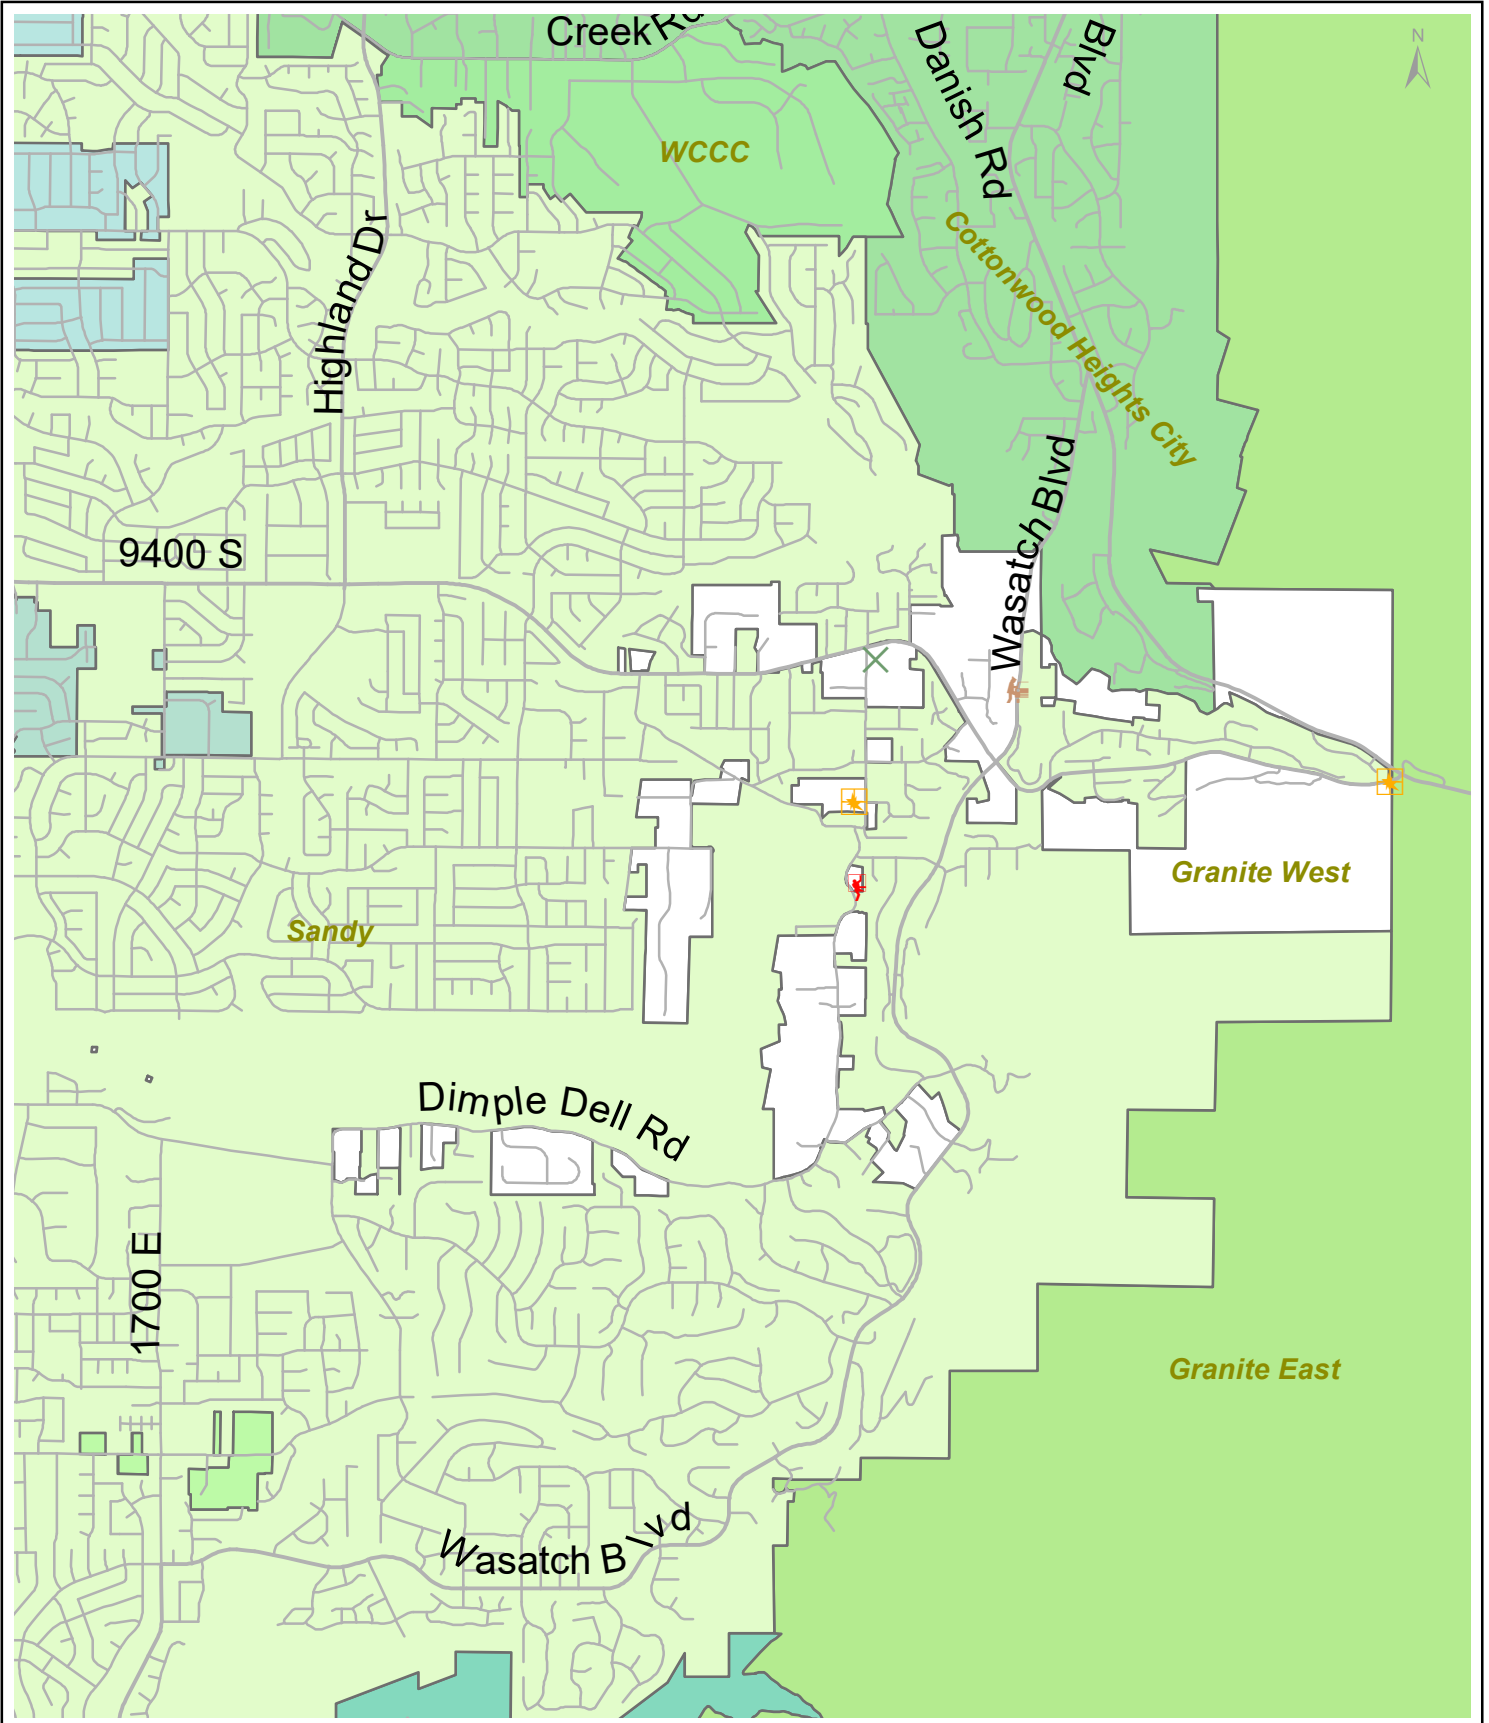 Creek Rd
Danish Rd
Blvd
N
WCCC
Cottonwood Heights City
Highland Dr
Wasatch Blvd
9400 S
Granite West
Sandy
Dimple Dell Rd
1700 E
Granite East
Wasatch Blvd